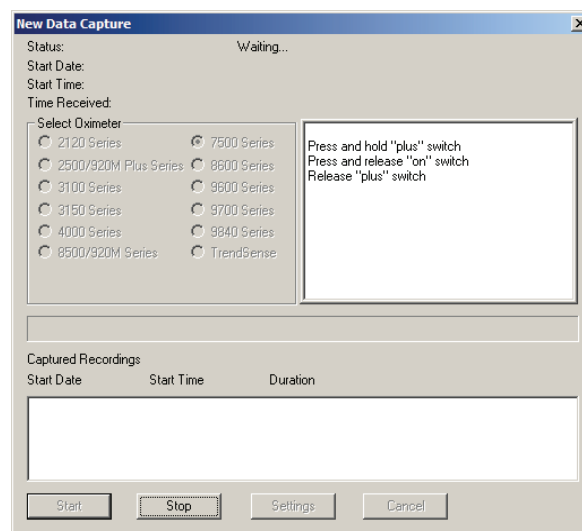 New Data Capture
Status: Waiting...
Start Date:
Start Time:
Time Received:
Select Oximeter
2120 Series 7500 Series
2500/920M Plus Series 8600 Series
3100 Series 9600 Series
3150 Series 9700 Series
4000 Series 9840 Series
8500/920M Series TrendSense
Press and hold "plus" switch
Press and release "on" switch
Release "plus" switch
Captured Recordings
Start Date Start Time Duration
Start Stop Settings Cancel